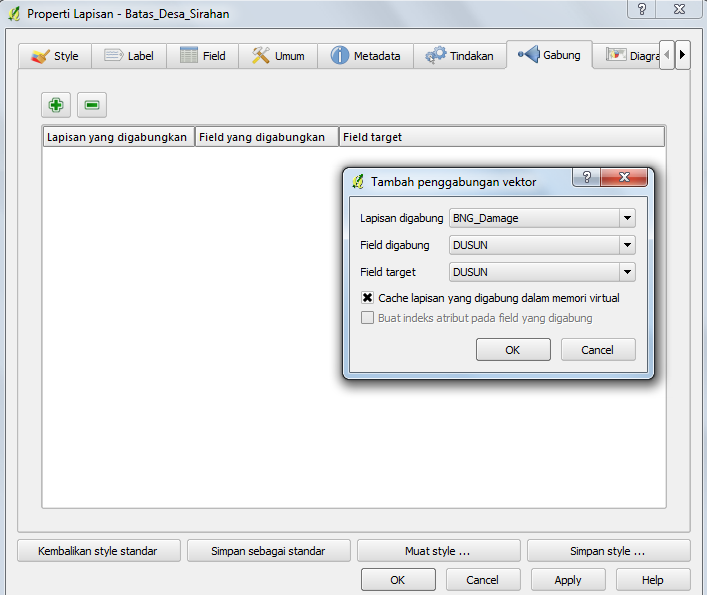 Properti Lapisan - Batas_Desa_Sirahan
Style Label Field Umum Metadata Tindakan Gabung Diagra
Lapisan yang digabungkan Field yang digabungkan Field target
Tambah penggabungan vektor
Lapisan digabung BNG_Damage
Field digabung DUSUN
Field target DUSUN
Cache lapisan yang digabung dalam memori virtual
Buat indeks atribut pada field yang digabung
OK Cancel
Kembalikan style standar Simpan sebagai standar Muat style ... Simpan style ...
OK Cancel Apply Help